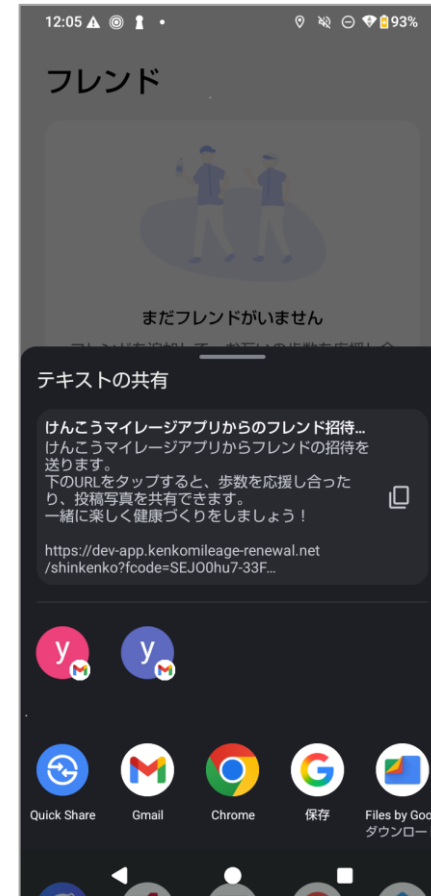 12:05
93%
フレンド
まだフレンドがいません
テキストの共有
けんこうマイレージアプリからのフレンド招待...
けんこうマイレージアプリからフレンドの招待を
送ります。
下のURLをタップすると、歩数を応援し合った
り、投稿写真を共有できます。
一緒に楽しく健康づくりをしましょう！
https://dev-app.kenkomileage-renewal.net
/shinkenko?fcode=SEJO0hu7-33F...
y
y
Quick Share
Gmail
Chrome
保存
Files by Goo
ダウンロー